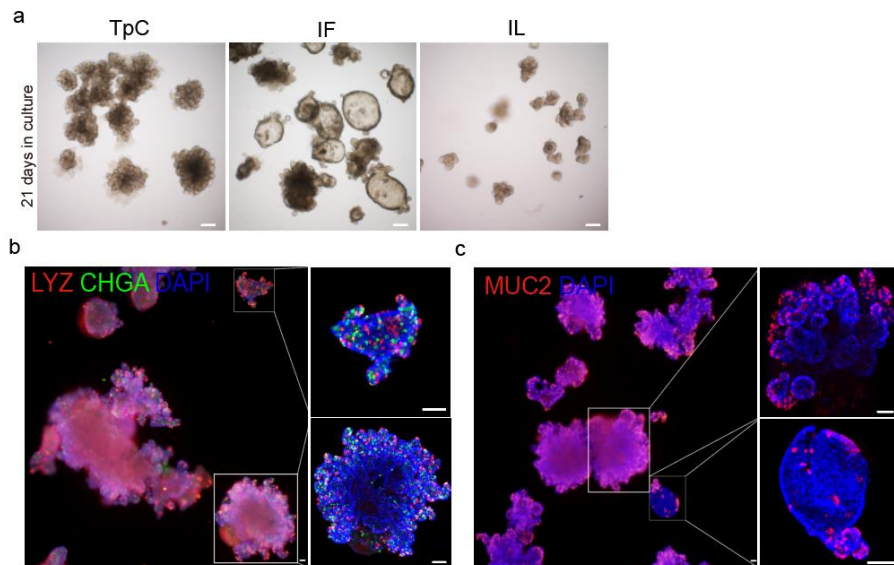 a
TpC
IF
IL
21 days in culture
b
c
LYZ CHGA DAPI
MUC2 DAPI